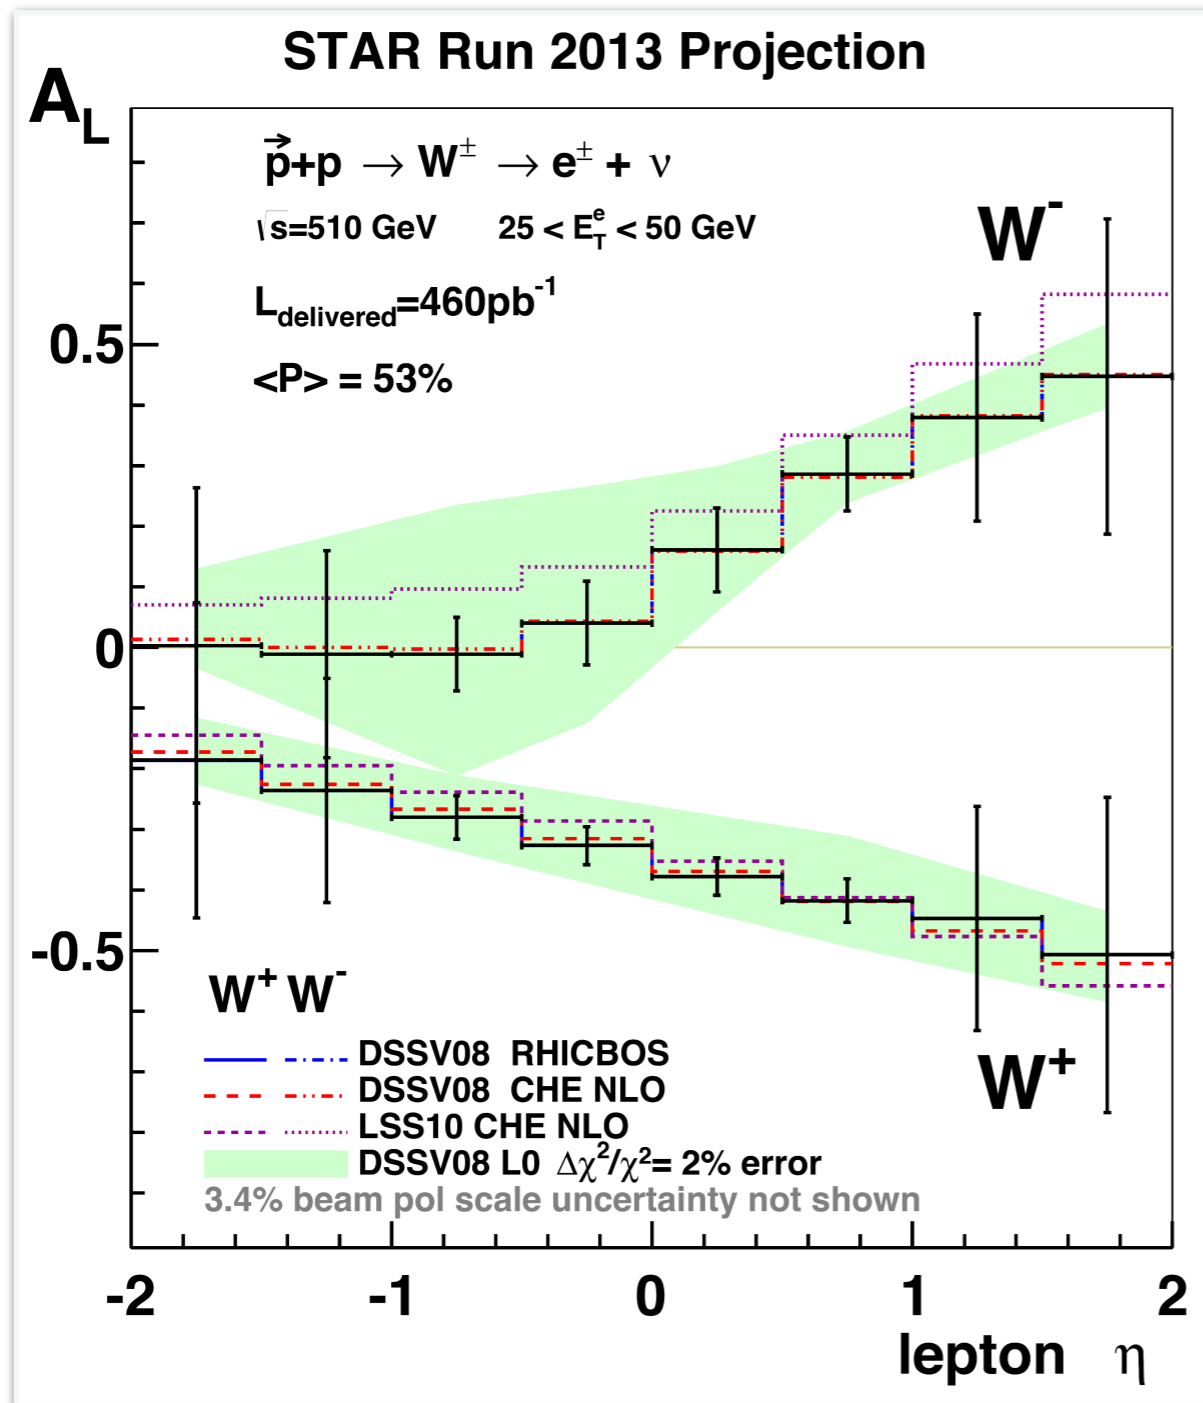 STAR Run 2013 Projection
A_L
p+p → W± → e± + ν
√s=510 GeV 25 < E_T^e < 50 GeV
L_delivered=460pb^-1
<P> = 53%
W^-
0.5
0
-0.5
W^+ W^-
DSSV08 RHICBOS
DSSV08 CHE NLO
LSS10 CHE NLO
DSSV08 L0 Δχ²/χ²= 2% error
3.4% beam pol scale uncertainty not shown
W^+
-2 -1 0 1 2
lepton η